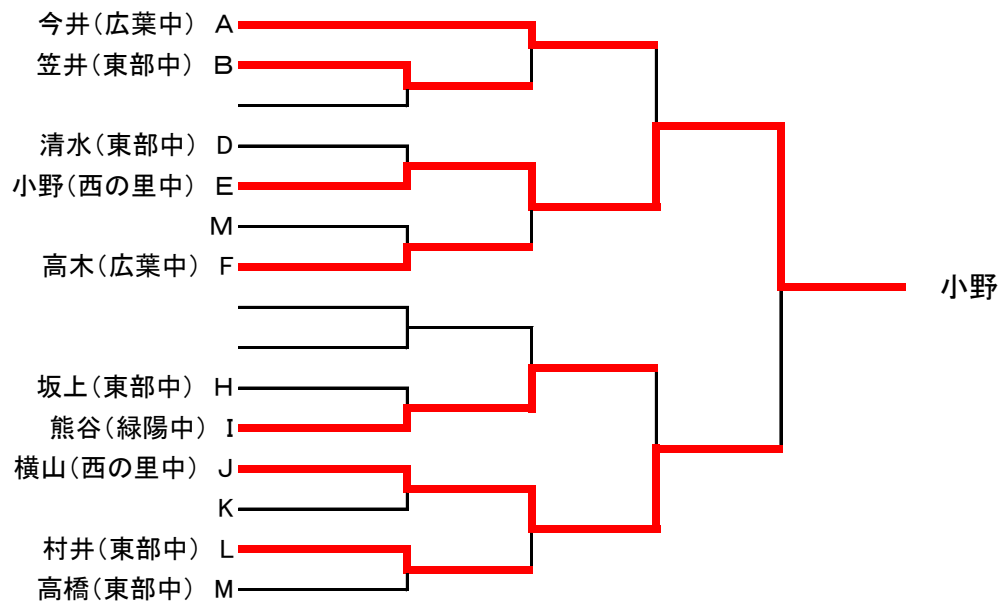 今井(広葉中) A
笠井(東部中) B
清水(東部中) D
小野(西の里中) E
M
高木(広葉中) F
小野
坂上(東部中) H
熊谷(緑陽中) I
横山(西の里中) J
K
村井(東部中) L
高橋(東部中) M